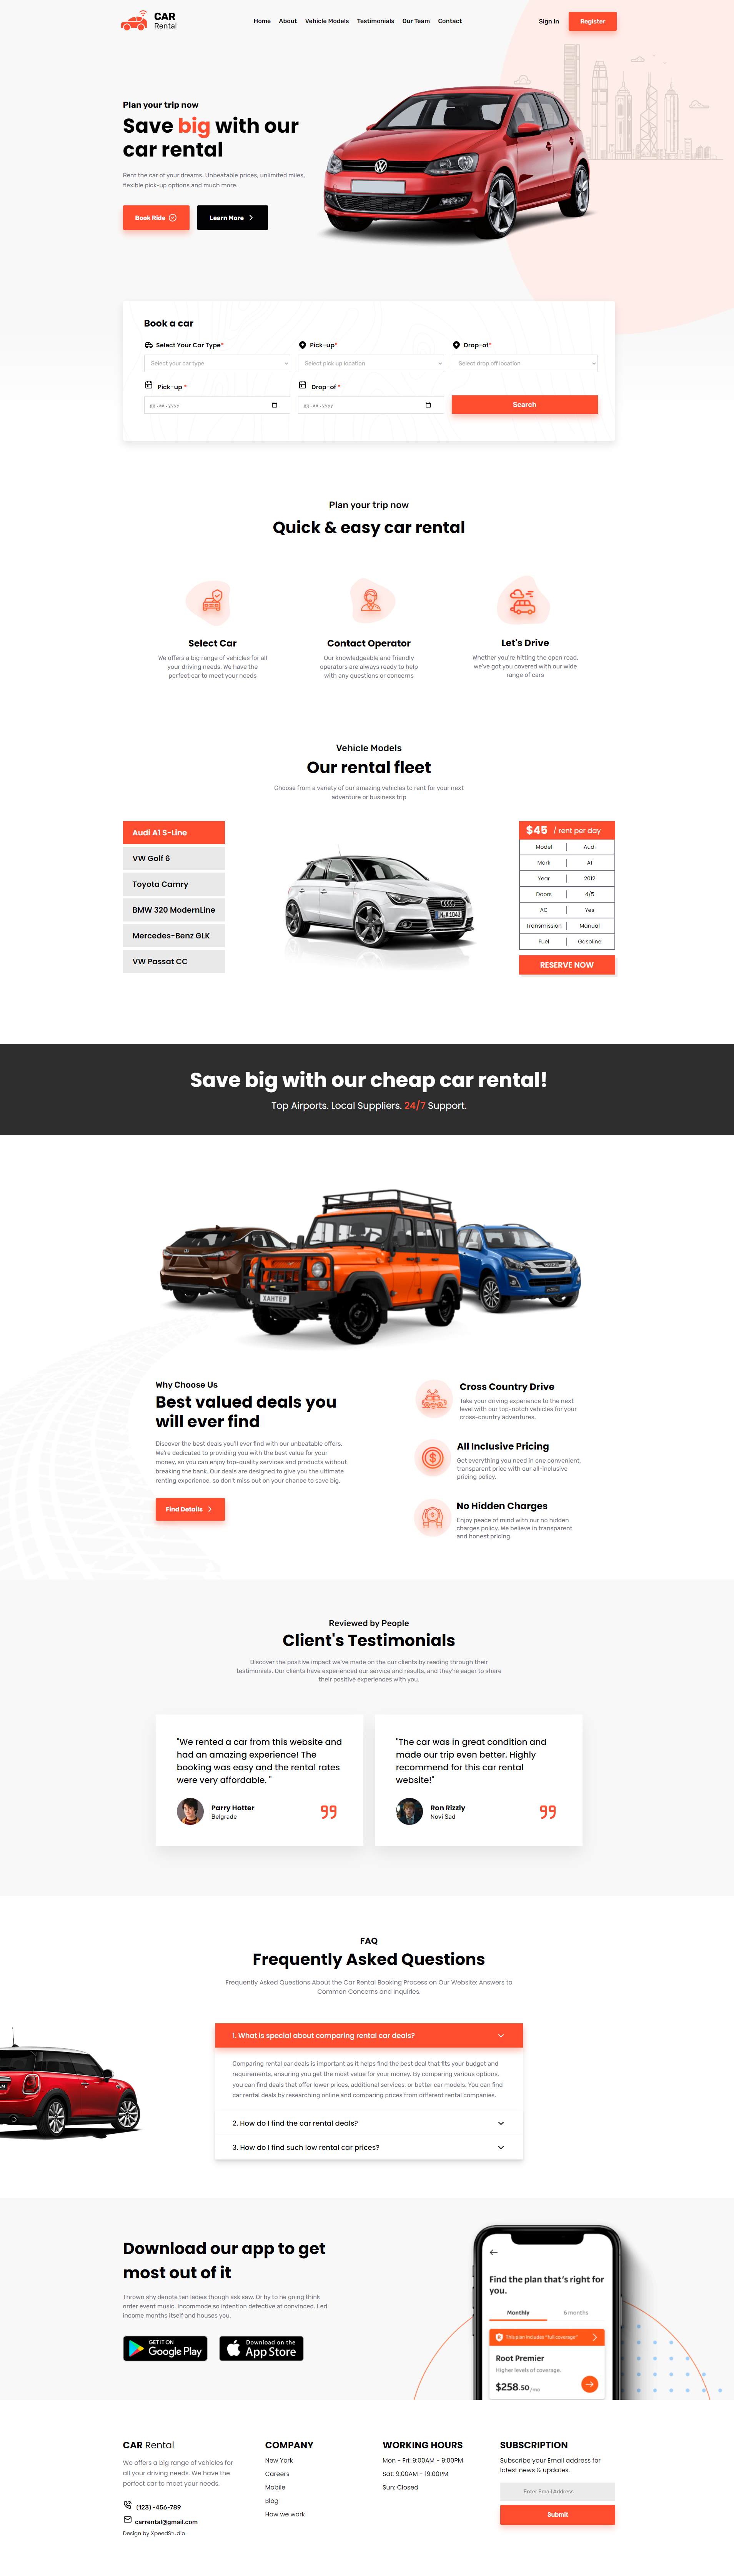 CAR
Rental
Home About Vehicle Models Testimonials Our Team Contact
Sign In
Register
Plan your trip now
Save big with our
car rental
Rent the car of your dreams. Unbeatable prices, unlimited miles,
flexible pick-up options and much more.
Book Ride
Learn More
Book a car
Select Your Car Type*
Pick-up*
Drop-of*
Select your car type
Select pick up location
Select drop off location
Pick-up *
Drop-of *
Search
Plan your trip now
Quick & easy car rental
Select Car
We offers a big range of vehicles for all
your driving needs. We have the
perfect car to meet your needs
Contact Operator
Our knowledgeable and friendly
operators are always ready to help
with any questions or concerns
Let's Drive
Whether you're hitting the open road,
we've got you covered with our wide
range of cars
Vehicle Models
Our rental fleet
Choose from a variety of our amazing vehicles to rent for your next
adventure or business trip
Audi A1 S-Line
VW Golf 6
Toyota Camry
BMW 320 ModernLine
Mercedes-Benz GLK
VW Passat CC
$45 / rent per day
Model Audi
Mark A1
Year 2012
Doors 4/5
AC Yes
Transmission Manual
Fuel Gasoline
RESERVE NOW
Save big with our cheap car rental!
Top Airports. Local Suppliers. 24/7 Support.
ХАНТЕР
Why Choose Us
Best valued deals you
will ever find
Discover the best deals you'll ever find with our unbeatable offers.
We're dedicated to providing you with the best value for your
money, so you can enjoy top-quality services and products without
breaking the bank. Our deals are designed to give you the ultimate
renting experience, so don't miss out on your chance to save big.
Find Details
Cross Country Drive
Take your driving experience to the next
level with our top-notch vehicles for your
cross-country adventures.
All Inclusive Pricing
Get everything you need in one convenient,
transparent price with our all-inclusive
pricing policy.
No Hidden Charges
Enjoy peace of mind with our no hidden
charges policy. We believe in transparent
and honest pricing.
Reviewed by People
Client's Testimonials
Discover the positive impact we've made on the our clients by reading through their
testimonials. Our clients have experienced our service and results, and they're eager to share
their positive experiences with you.
"We rented a car from this website and
had an amazing experience! The
booking was easy and the rental rates
were very affordable. "
Parry Hotter
Belgrade
"The car was in great condition and
made our trip even better. Highly
recommend for this car rental
website!"
Ron Rizzly
Novi Sad
FAQ
Frequently Asked Questions
Frequently Asked Questions About the Car Rental Booking Process on Our Website: Answers to
Common Concerns and Inquiries.
1. What is special about comparing rental car deals?
Comparing rental car deals is important as it helps find the best deal that fits your budget and
requirements, ensuring you get the most value for your money. By comparing various options,
you can find deals that offer lower prices, additional services, or better car models. You can find
car rental deals by researching online and comparing prices from different rental companies.
2. How do I find the car rental deals?
3. How do I find such low rental car prices?
Download our app to get
most out of it
Thrown shy denote ten ladies though ask saw. Or by to he going think
order event music. Incommode so intention defective at convinced. Led
income months itself and houses you.
GET IT ON
Google Play
Download on the
App Store
Find the plan that's right for
you.
Monthly
6 months
This plan includes "full coverage"
Root Premier
Higher levels of coverage.
$258.50 /mo
CAR Rental
We offers a big range of vehicles for
all your driving needs. We have the
perfect car to meet your needs.
(123) -456-789
carrental@gmail.com
Design by XpeedStudio
COMPANY
New York
Careers
Mobile
Blog
How we work
WORKING HOURS
Mon - Fri: 9:00AM - 9:00PM
Sat: 9:00AM - 19:00PM
Sun: Closed
SUBSCRIPTION
Subscribe your Email address for
latest news & updates.
Enter Email Address
Submit